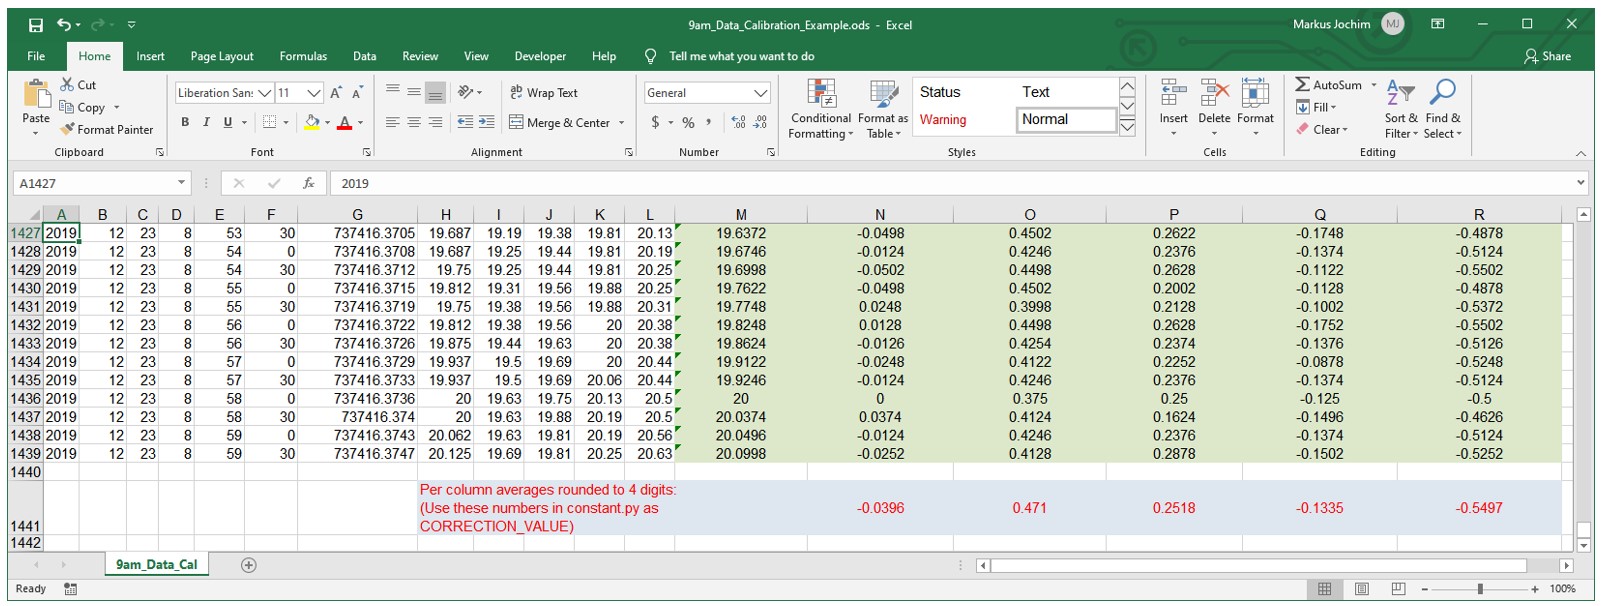 9am_Data_Calibration_Example.ods - Excel
Markus Jochim MJ
File Home Insert Page Layout Formulas Data Review View Developer Help Tell me what you want to do Share
Paste Cut Copy Format Painter
Clipboard
Liberation Sans 11 A A
B I U A
Font
ab Wrap Text
Merge & Center
Alignment
General
$ % , .00 .00
Number
Conditional Formatting Format as Table
Status Text
Warning Normal
Styles
Insert Delete Format
Cells
AutoSum
Fill
Clear
Sort & Filter Find & Select
Editing
A1427 fx 2019
A B C D E F G H I J K L M N O P Q R
1427 2019 12 23 8 53 30 737416.3705 19.687 19.19 19.38 19.81 20.13 19.6372 -0.0498 0.4502 0.2622 -0.1748 -0.4878
1428 2019 12 23 8 54 0 737416.3708 19.687 19.25 19.44 19.81 20.19 19.6746 -0.0124 0.4246 0.2376 -0.1374 -0.5124
1429 2019 12 23 8 54 30 737416.3712 19.75 19.25 19.44 19.81 20.25 19.6998 -0.0502 0.4498 0.2628 -0.1122 -0.5502
1430 2019 12 23 8 55 0 737416.3715 19.812 19.31 19.56 19.88 20.25 19.7622 -0.0498 0.4502 0.2002 -0.1128 -0.4878
1431 2019 12 23 8 55 30 737416.3719 19.75 19.38 19.56 19.88 20.31 19.7748 0.0248 0.3998 0.2128 -0.1002 -0.5372
1432 2019 12 23 8 56 0 737416.3722 19.812 19.38 19.56 20 20.38 19.8248 0.0128 0.4498 0.2628 -0.1752 -0.5502
1433 2019 12 23 8 56 30 737416.3726 19.875 19.44 19.63 20 20.38 19.8624 -0.0126 0.4254 0.2374 -0.1376 -0.5126
1434 2019 12 23 8 57 0 737416.3729 19.937 19.5 19.69 20 20.44 19.9122 -0.0248 0.4122 0.2252 -0.0878 -0.5248
1435 2019 12 23 8 57 30 737416.3733 19.937 19.5 19.69 20.06 20.44 19.9246 -0.0124 0.4246 0.2376 -0.1374 -0.5124
1436 2019 12 23 8 58 0 737416.3736 20 19.63 19.75 20.13 20.5 20 0 0.375 0.25 -0.125 -0.5
1437 2019 12 23 8 58 30 737416.374 20 19.63 19.88 20.19 20.5 20.0374 0.0374 0.4124 0.1624 -0.1496 -0.4626
1438 2019 12 23 8 59 0 737416.3743 20.062 19.63 19.81 20.19 20.56 20.0496 -0.0124 0.4246 0.2376 -0.1374 -0.5124
1439 2019 12 23 8 59 30 737416.3747 20.125 19.69 19.81 20.25 20.63 20.0998 -0.0252 0.4128 0.2878 -0.1502 -0.5252
1440
Per column averages rounded to 4 digits:
(Use these numbers in constant.py as -0.0396 0.471 0.2518 -0.1335 -0.5497
1441 CORRECTION_VALUE)
1442
9am_Data_Cal
Ready 100%